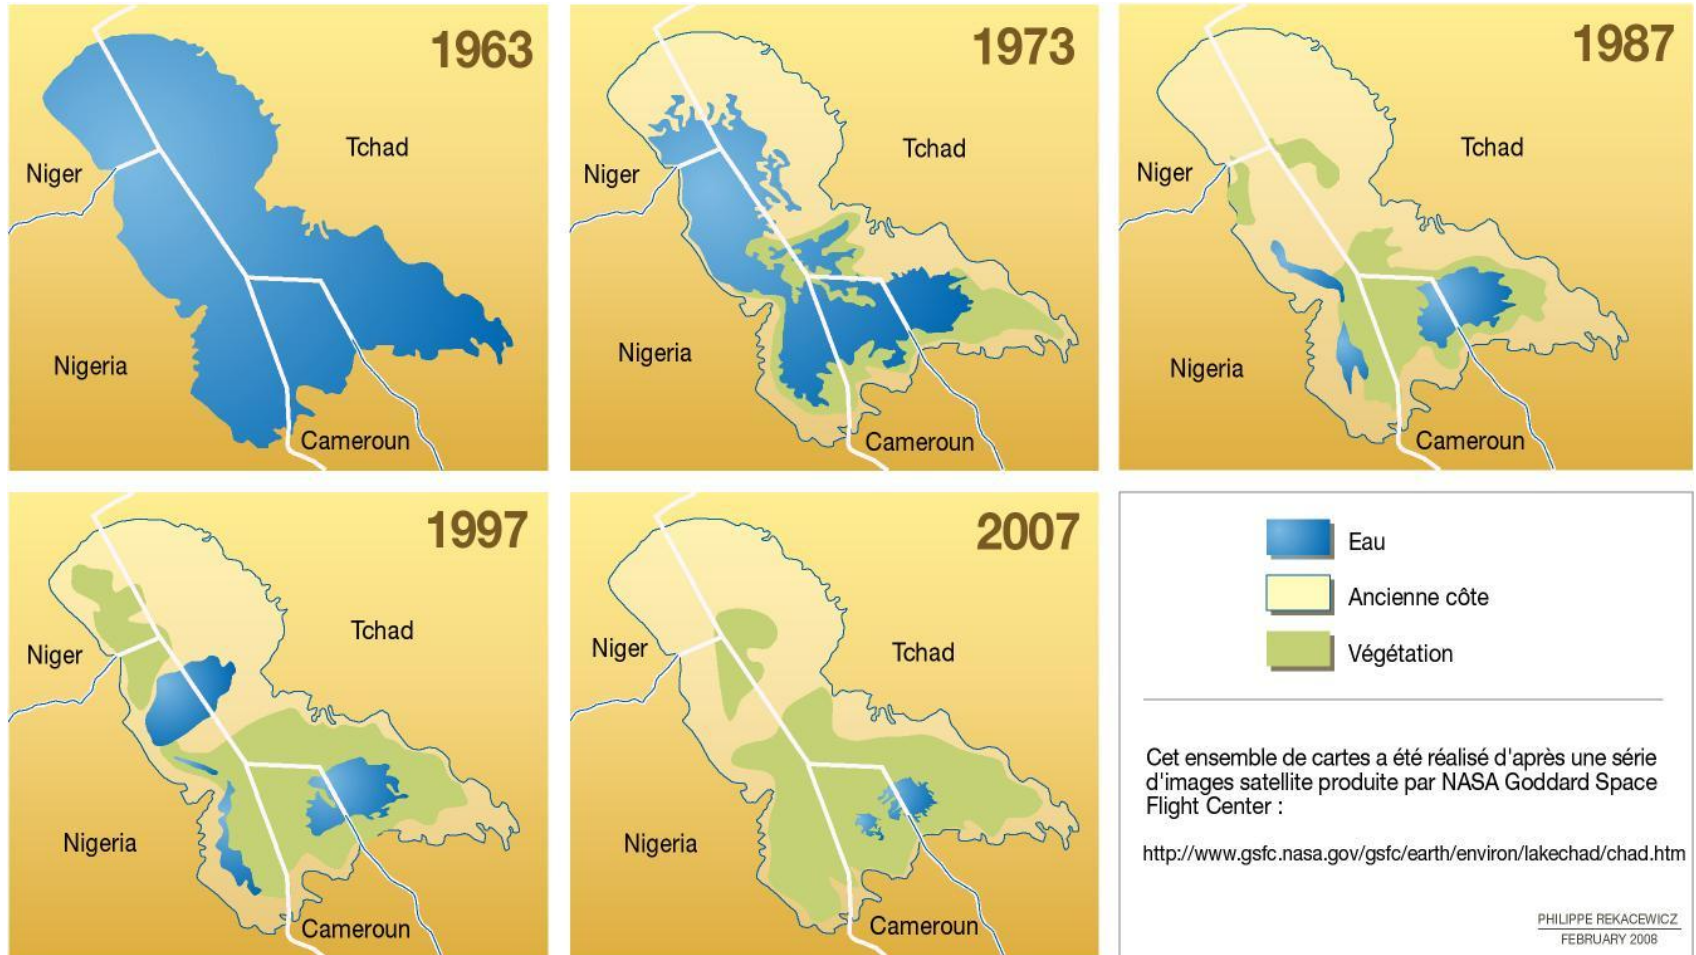 1963
Tchad
Niger
Nigeria
Cameroun
1973
Tchad
Niger
Nigeria
Cameroun
1987
Tchad
Niger
Nigeria
Cameroun
1997
Tchad
Niger
Nigeria
Cameroun
2007
Tchad
Niger
Nigeria
Cameroun
Eau
Ancienne côte
Végétation
Cet ensemble de cartes a été réalisé d'après une série
d'images satellite produite par NASA Goddard Space
Flight Center :
http://www.gsfc.nasa.gov/gsfc/earth/environ/lakechad/chad.htm
PHILIPPE REKACEWICZ
FEBRUARY 2008